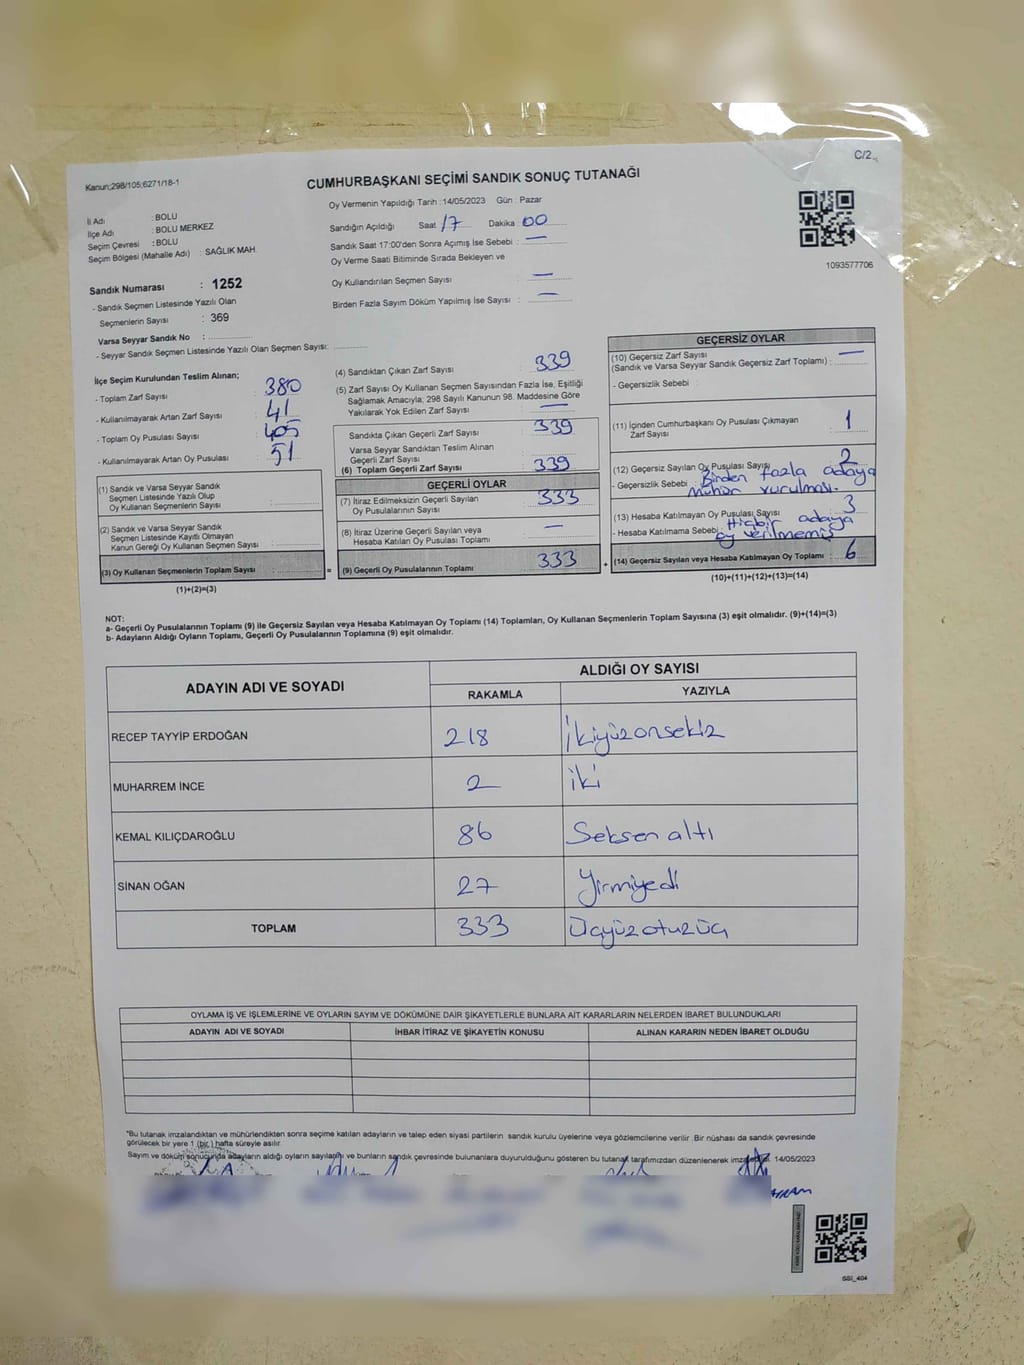 C/2
Kanun;298/105;6271/18-1
CUMHURBAŞKANI SEÇİMİ SANDIK SONUÇ TUTANAĞI
İl Adı : BOLU
İlçe Adı : BOLU MERKEZ
Seçim Çevresi : BOLU
Seçim Bölgesi (Mahalle Adı) : SAĞLIK MAH.
Sandık Numarası : 1252
- Sandık Seçmen Listesinde Yazılı Olan
Seçmenlerin Sayısı : 369
Varsa Seyyar Sandık No :
- Seyyar Sandık Seçmen Listesinde Yazılı Olan Seçmen Sayısı:
Oy Vermenin Yapıldığı Tarih :14/05/2023 Gün : Pazar
Sandığın Açıldığı Saat 17 Dakika 00
Sandık Saat 17:00'den Sonra Açımış İse Sebebi : —
Oy Verme Saati Bitiminde Sırada Bekleyen ve
Oy Kullandırılan Seçmen Sayısı : —
Birden Fazla Sayım Döküm Yapılmış İse Sayısı : —
1093577706
İlçe Seçim Kurulundan Teslim Alınan;
- Toplam Zarf Sayısı : 380
- Kullanılmayarak Artan Zarf Sayısı : 41
- Toplam Oy Pusulası Sayısı : 405
- Kullanılmayarak Artan Oy Pusulası : 51
(1) Sandık ve Varsa Seyyar Sandık
Seçmen Listesinde Yazılı Olup
Oy Kullanan Seçmenlerin Sayısı :
(2) Sandık ve Varsa Seyyar Sandık
Seçmen Listesinde Kayıtlı Olmayan
Kanun Gereği Oy Kullanan Seçmen Sayısı :
(3) Oy Kullanan Seçmenlerin Toplam Sayısı :
(1)+(2)=(3)
(4) Sandıktan Çıkan Zarf Sayısı : 339
(5) Zarf Sayısı Oy Kullanan Seçmen Sayısından Fazla İse, Eşitliği
Sağlamak Amacıyla; 298 Sayılı Kanunun 98. Maddesine Göre
Yakılarak Yok Edilen Zarf Sayısı : —
Sandıkta Çıkan Geçerli Zarf Sayısı : 339
Varsa Seyyar Sandıktan Teslim Alınan
Geçerli Zarf Sayısı :
(6) Toplam Geçerli Zarf Sayısı : 339
GEÇERLİ OYLAR
(7) İtiraz Edilmeksizin Geçerli Sayılan
Oy Pusulalarının Sayısı : 333
(8) İtiraz Üzerine Geçerli Sayılan veya
Hesaba Katılan Oy Pusulası Toplamı : —
(9) Geçerli Oy Pusulalarının Toplamı : 333
GEÇERSİZ OYLAR
(10) Geçersiz Zarf Sayısı
(Sandık ve Varsa Seyyar Sandık Geçersiz Zarf Toplamı) : —
- Geçersizlik Sebebi :
(11) İçinden Cumhurbaşkanı Oy Pusulası Çıkmayan
Zarf Sayısı : 1
(12) Geçersiz Sayılan Oy Pusulası Sayısı : 2
- Geçersizlik Sebebi : Birden fazla adaya
mühür vurulması.
(13) Hesaba Katılmayan Oy Pusulası Sayısı : 3
- Hesaba Katılmama Sebebi : Hiçbir adaya
oy verilmemiş
(14) Geçersiz Sayılan veya Hesaba Katılmayan Oy Toplamı : 6
(10)+(11)+(12)+(13)=(14)
NOT:
a- Geçerli Oy Pusulalarının Toplamı (9) ile Geçersiz Sayılan veya Hesaba Katılmayan Oy Toplamı (14) Toplamları, Oy Kullanan Seçmenlerin Toplam Sayısına (3) eşit olmalıdır. (9)+(14)=(3)
b- Adayların Aldığı Oyların Toplamı, Geçerli Oy Pusulalarının Toplamına (9) eşit olmalıdır.
ADAYIN ADI VE SOYADI ALDIĞI OY SAYISI
RAKAMLA YAZIYLA
RECEP TAYYİP ERDOĞAN 218 İkiyüzonsekiz
MUHARREM İNCE 2 iki
KEMAL KILIÇDAROĞLU 86 Seksen altı
SİNAN OĞAN 27 Yirmiyedi
TOPLAM 333 Üçyüzotuzüç
OYLAMA İŞ VE İŞLEMLERİNE VE OYLARIN SAYIM VE DÖKÜMÜNE DAİR ŞİKAYETLERLE BUNLARA AİT KARARLARIN NELERDEN İBARET BULUNDUKLARI
ADAYIN ADI VE SOYADI İHBAR İTİRAZ VE ŞİKAYETİN KONUSU ALINAN KARARIN NEDEN İBARET OLDUĞU
*Bu tutanak imzalandıktan ve mühürlendikten sonra seçime katılan adayların ve talep eden siyasi partilerin sandık kurulu üyelerine veya gözlemcilerine verilir. Bir nüshası da sandık çevresinde
görülecek bir yere 1 (bir ) hafta süreyle asılır.
Sayım ve döküm sonucunda adayların aldığı oyların sayılarını ve bunların sandık çevresinde bulunanlara duyurulduğunu gösteren bu tutanak tarafımızdan düzenlenerek 14/05/2023
SSI_404